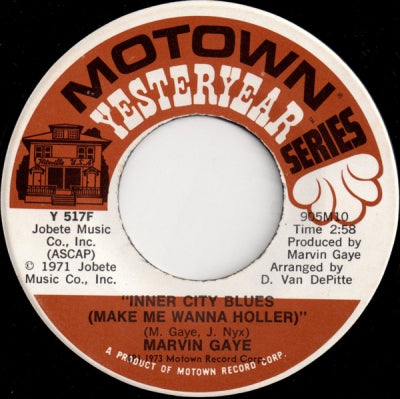 MOTOWN
YESTERYEAR
SERIES
Y 517F
Jobete Music
Co., Inc.
(ASCAP)
℗ 1971 Jobete
Music Co., Inc.
905M10
Time 2:58
Produced by
Marvin Gaye
Arranged by
D. Van DePitte
"INNER CITY BLUES
(MAKE ME WANNA HOLLER)"
(M. Gaye, J. Nyx)
MARVIN GAYE
1973 Motown Record Corp.
A PRODUCT OF MOTOWN RECORD CORP.